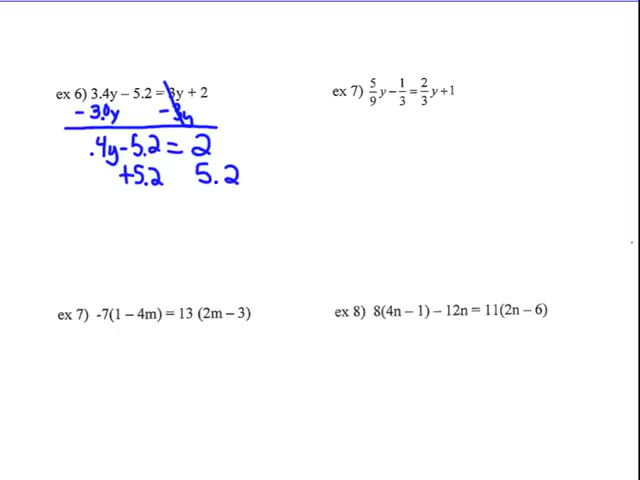 ex 6) 3.4y – 5.2 = 3y + 2
- 3.0y - 3y
.4y - 5.2 = 2
+5.2 5.2
ex 7) 5/9 y - 1/3 = 2/3 y + 1
ex 7) -7(1 – 4m) = 13 (2m – 3)
ex 8) 8(4n – 1) – 12n = 11(2n – 6)